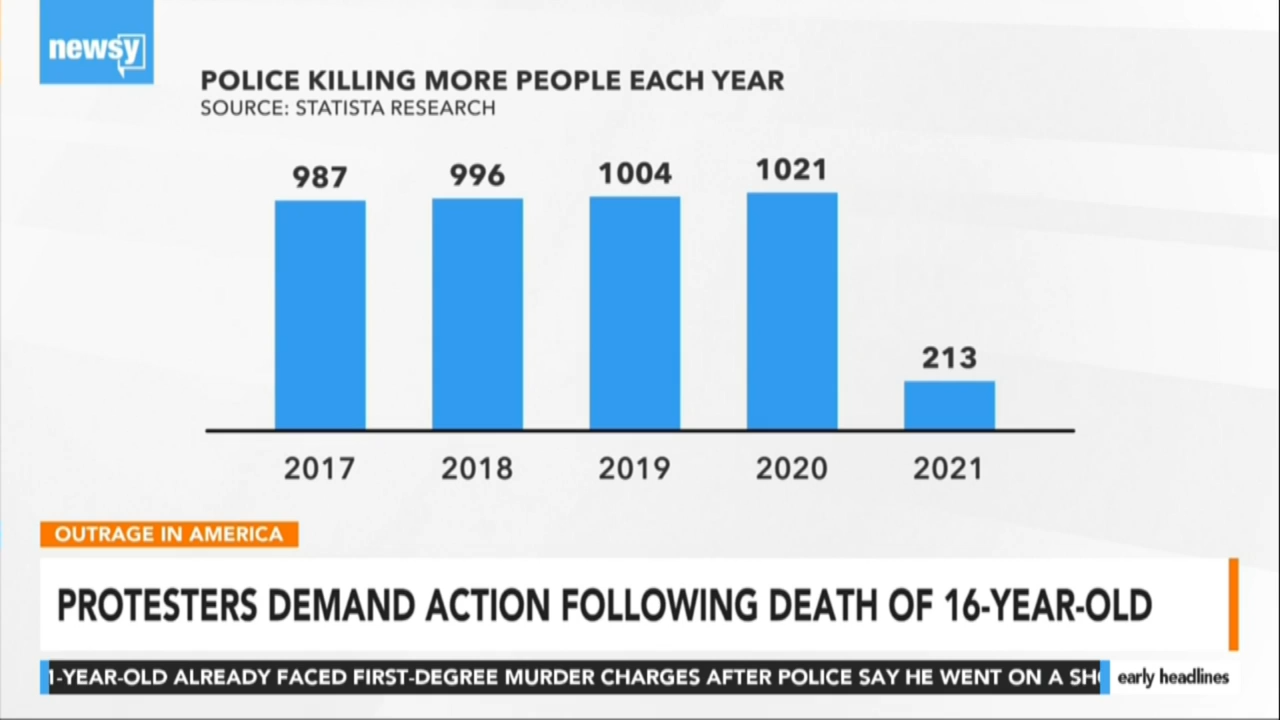 newsy
POLICE KILLING MORE PEOPLE EACH YEAR
SOURCE: STATISTA RESEARCH
987 996 1004 1021 213
2017 2018 2019 2020 2021
OUTRAGE IN AMERICA
PROTESTERS DEMAND ACTION FOLLOWING DEATH OF 16-YEAR-OLD
1-YEAR-OLD ALREADY FACED FIRST-DEGREE MURDER CHARGES AFTER POLICE SAY HE WENT ON A
early headlines